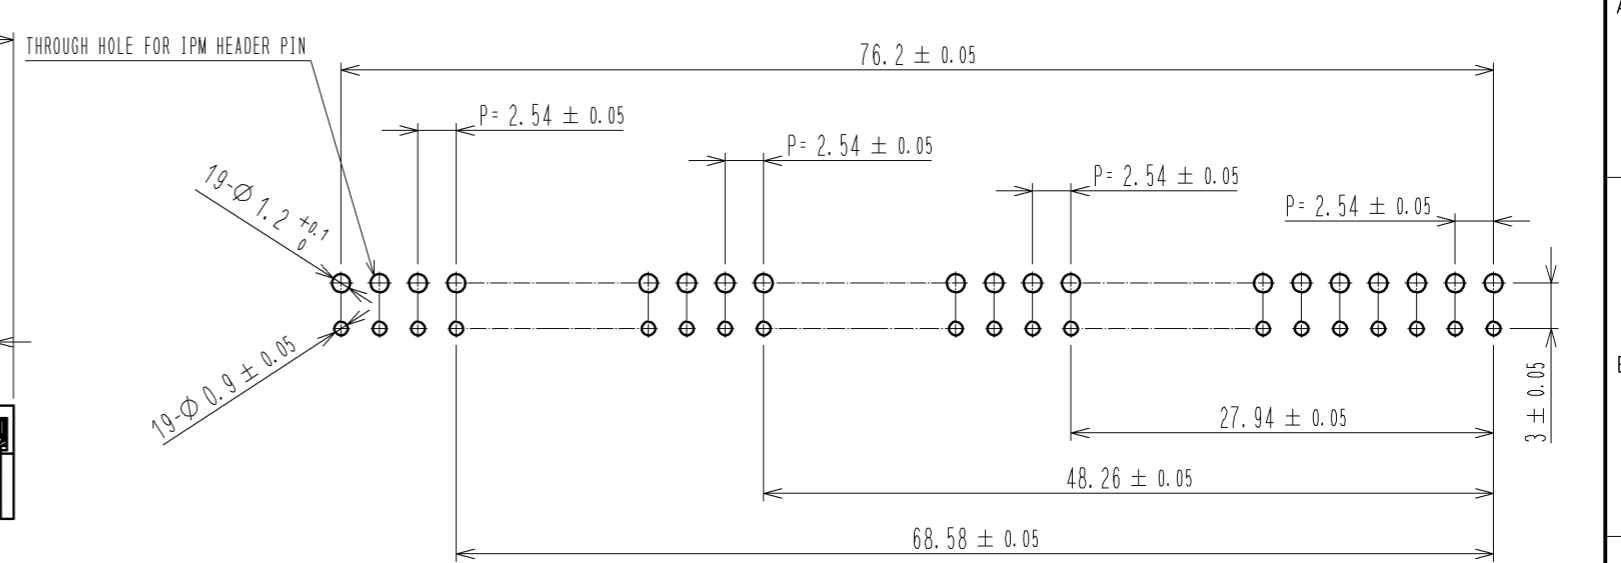 THROUGH HOLE FOR IPM HEADER PIN
76.2 ± 0.05
P= 2.54 ± 0.05
P= 2.54 ± 0.05
P= 2.54 ± 0.05
P= 2.54 ± 0.05
19-Ø 1.2 +0.1
0
19-Ø 0.9 ± 0.05
3 ± 0.05
27.94 ± 0.05
48.26 ± 0.05
68.58 ± 0.05